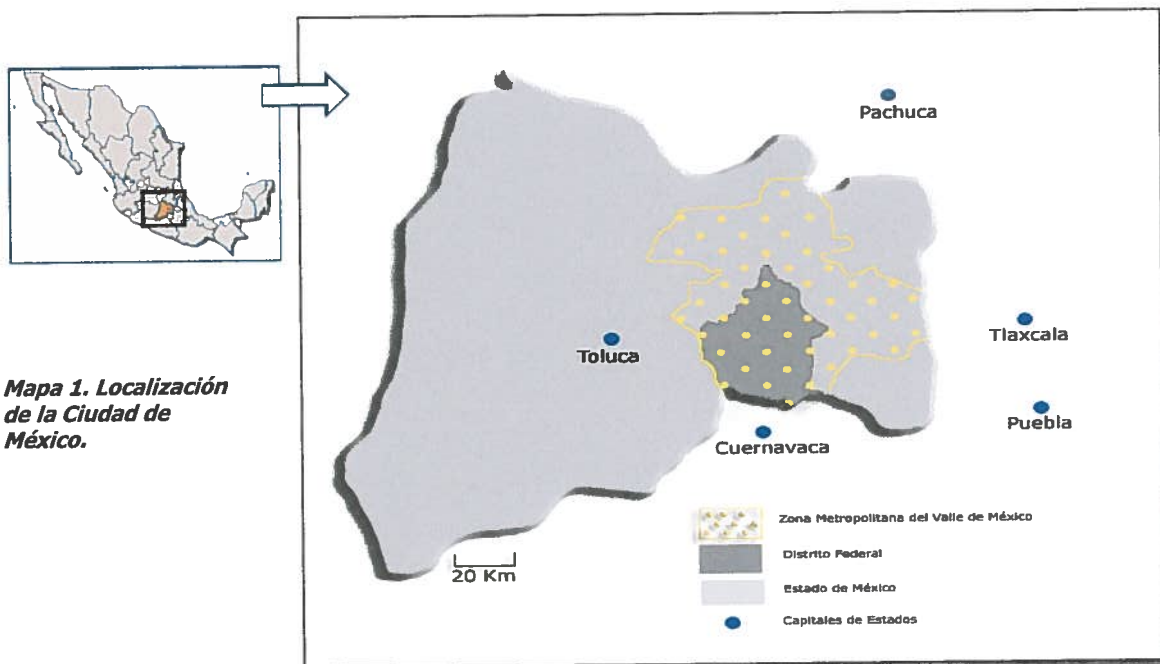 Pachuca
Mapa 1. Localización
de la Ciudad de
México.
Toluca
Tlaxcala
Puebla
Cuernavaca
20 Km
Zona Metropolitana del Valle de México
Distrito Federal
Estado de México
Capitales de Estados